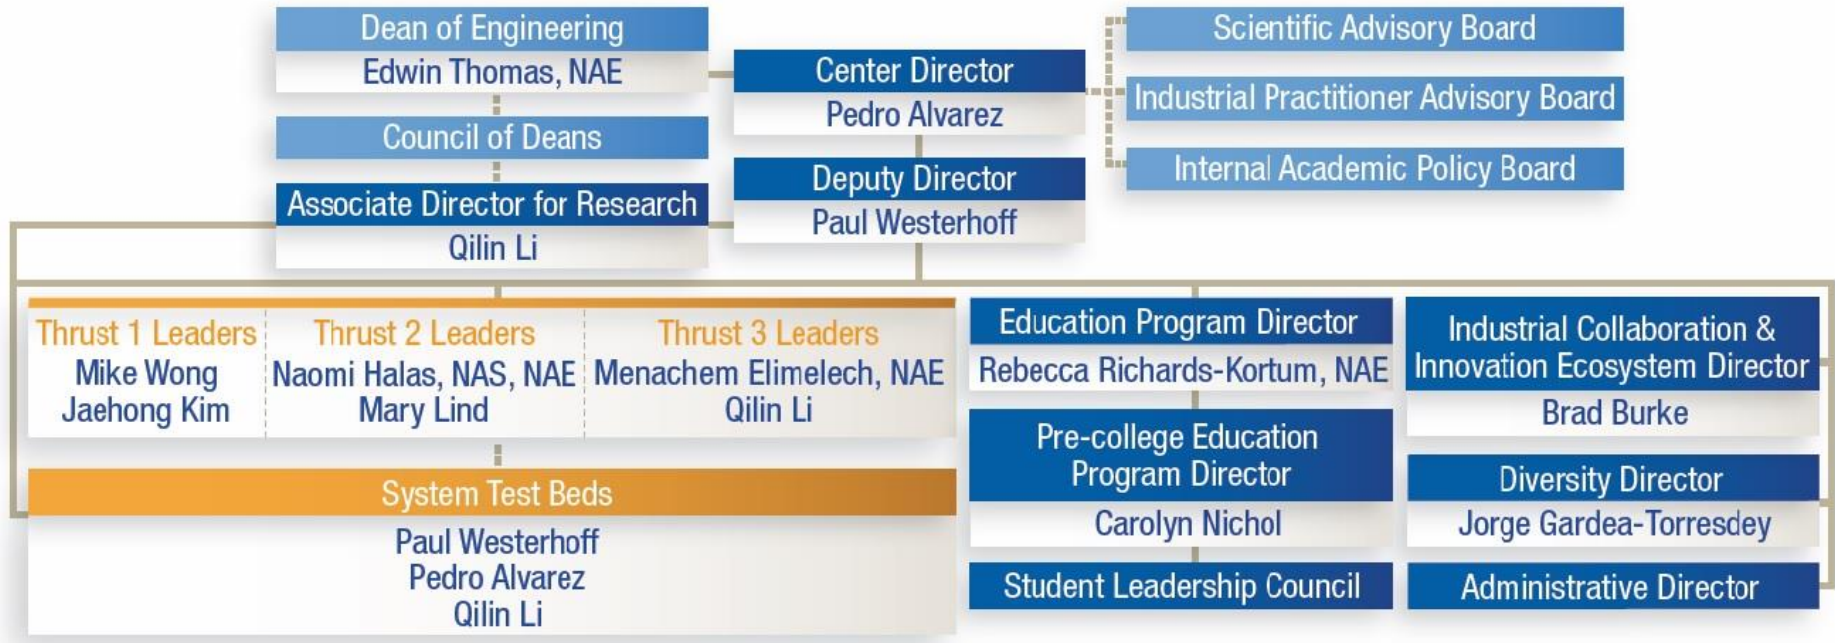 Dean of Engineering
Edwin Thomas, NAE
Council of Deans
Associate Director for Research
Qilin Li
Center Director
Pedro Alvarez
Deputy Director
Paul Westerhoff
Scientific Advisory Board
Industrial Practitioner Advisory Board
Internal Academic Policy Board
Thrust 1 Leaders
Mike Wong
Jaehong Kim
Thrust 2 Leaders
Naomi Halas, NAS, NAE
Mary Lind
Thrust 3 Leaders
Menachem Elimelech, NAE
Qilin Li
System Test Beds
Paul Westerhoff
Pedro Alvarez
Qilin Li
Education Program Director
Rebecca Richards-Kortum, NAE
Pre-college Education
Program Director
Carolyn Nichol
Student Leadership Council
Industrial Collaboration &
Innovation Ecosystem Director
Brad Burke
Diversity Director
Jorge Gardea-Torresdey
Administrative Director